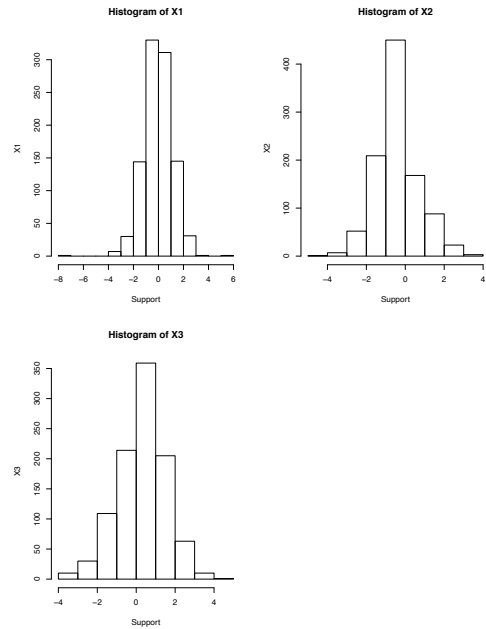 Histogram of X1
X1
0 50 100 150 200 250 300
−8 −6 −4 −2 0 2 4 6
Support
Histogram of X2
X2
0 100 200 300 400
−4 −2 0 2 4
Support
Histogram of X3
X3
0 50 100 150 200 250 300 350
−4 −2 0 2 4
Support